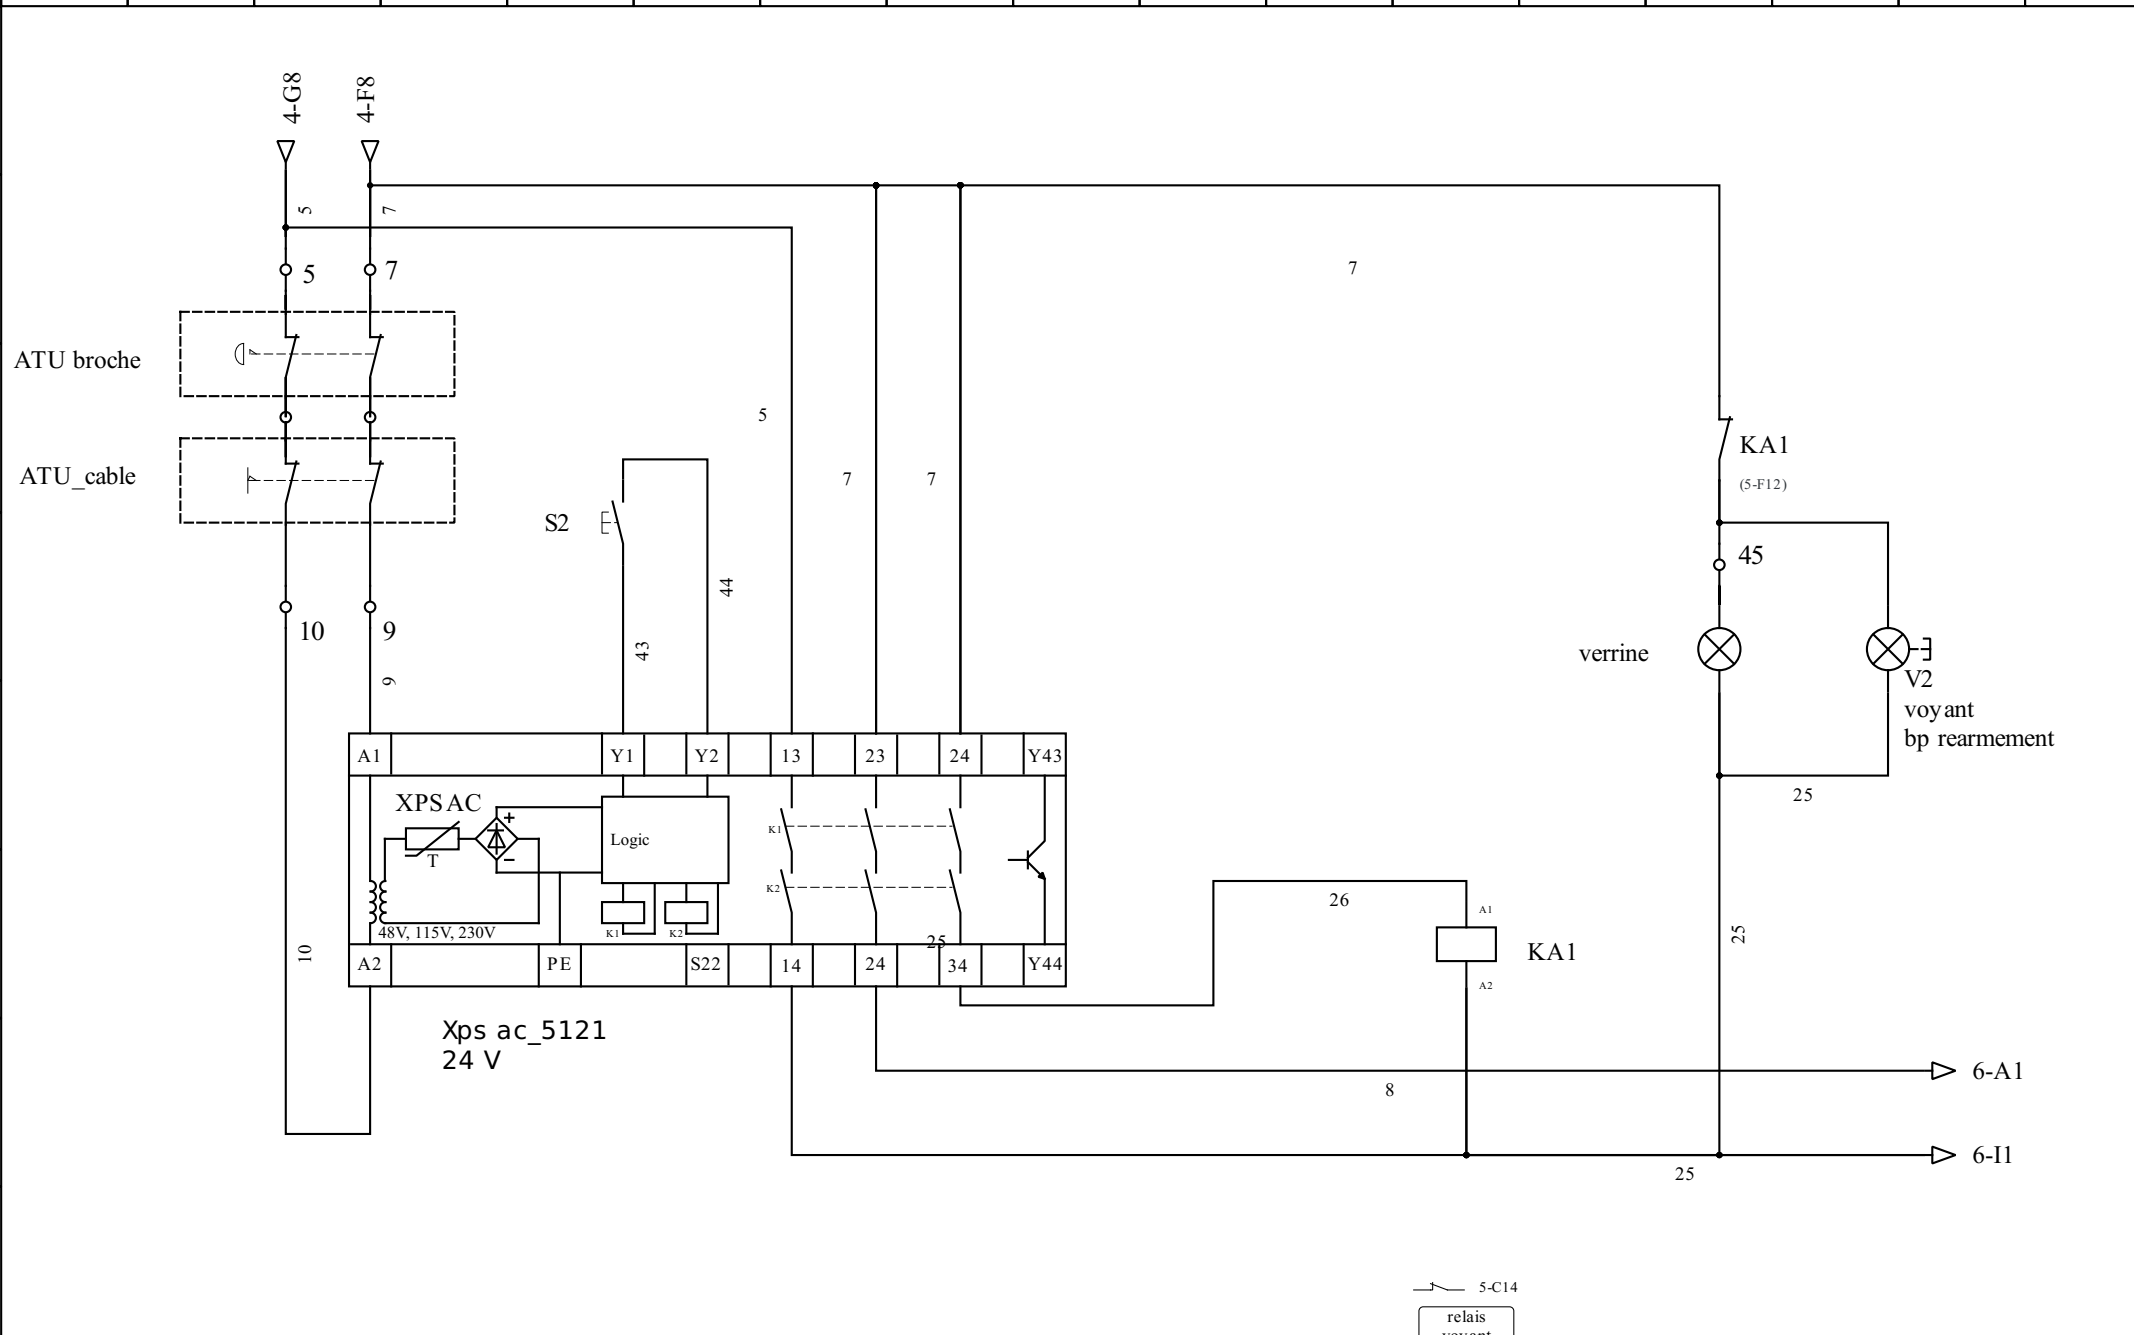 4-G8
4-F8
5
7
5
7
7
ATU broche
5
KA1
(5-F12)
ATU_cable
7
7
S2
45
44
10
9
43
verrine
9
V2
voyant
bp rearmement
A1
Y1
Y2
13
23
24
Y43
25
XPSAC
+
K1
Logic
T
−
K2
26
A1
48V, 115V, 230V
K1
K2
25
25
10
KA1
A2
PE
S22
14
24
34
Y44
A2
Xps ac_5121
24 V
6-A1
8
6-I1
25
5-C14
relais
voyant